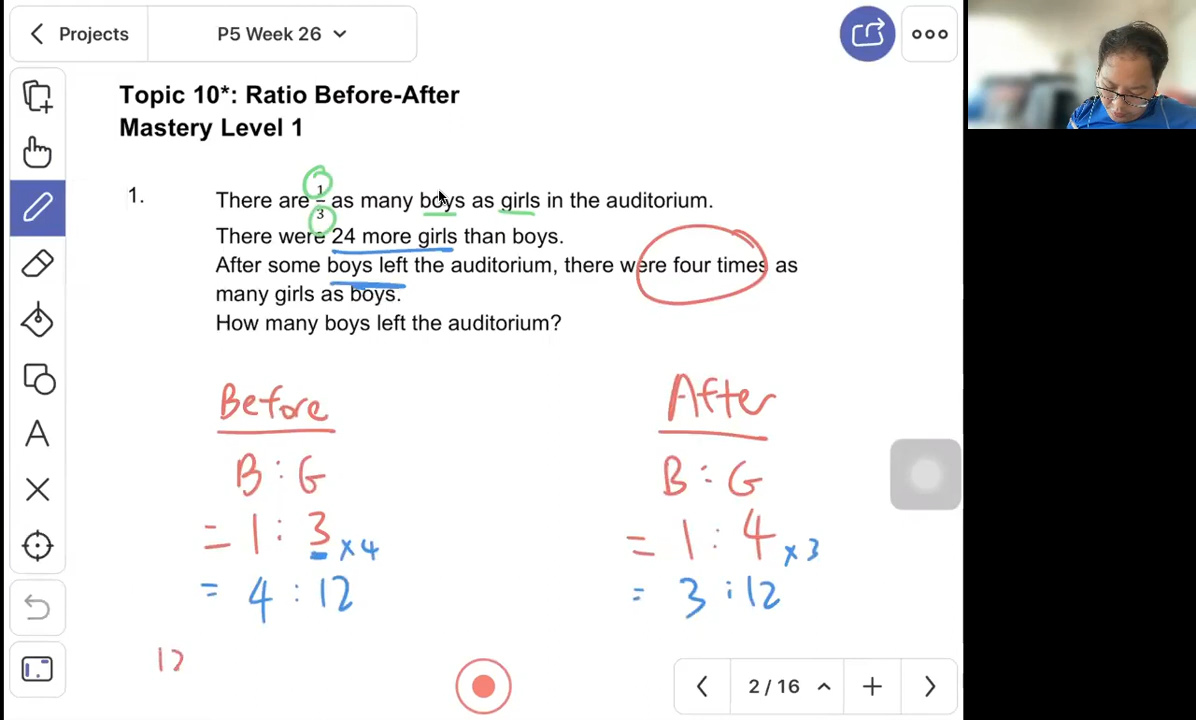 Projects
P5 Week 26
Topic 10*: Ratio Before-After
Mastery Level 1
1.
There are 1/3 as many boys as girls in the auditorium.
There were 24 more girls than boys.
After some boys left the auditorium, there were four times as
many girls as boys.
How many boys left the auditorium?
Before
After
B : G
B : G
= 1 : 3 ×4
= 1 : 4 ×3
= 4 : 12
= 3 : 12
12
2 / 16
A